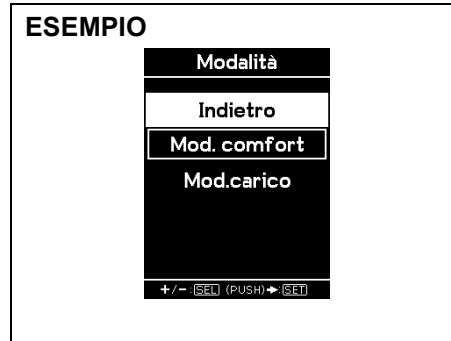 ESEMPIO
Modalità
Indietro
Mod. comfort
Mod.carico
+/-:SEL (PUSH)➔:SET